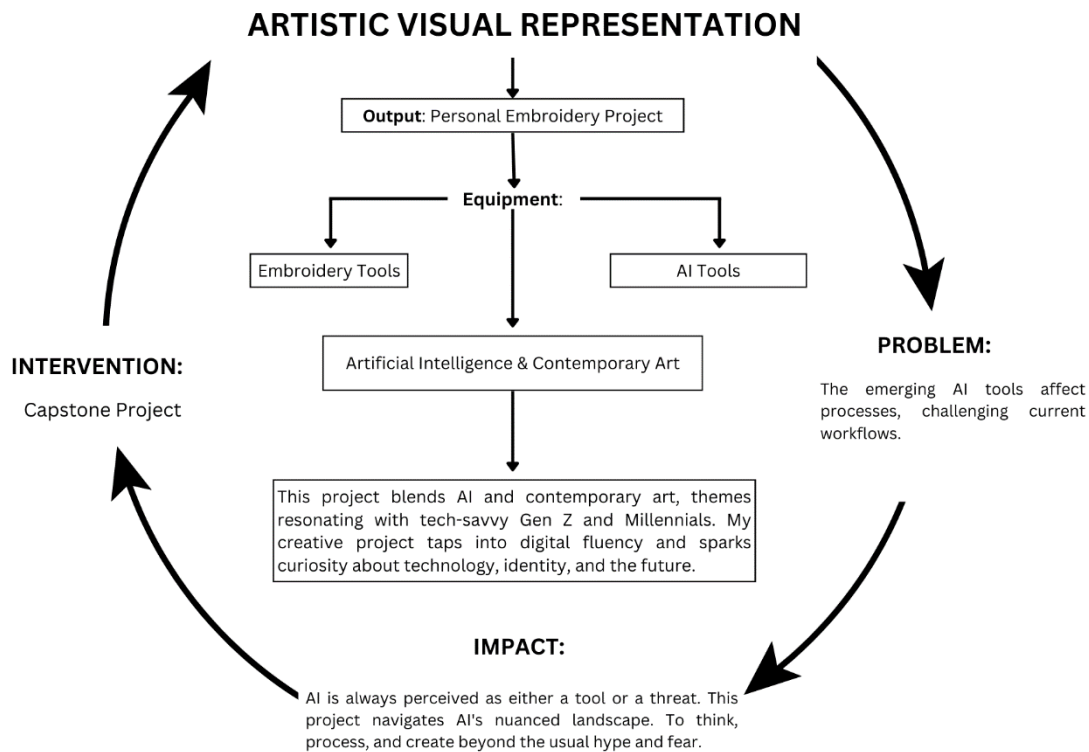 ARTISTIC VISUAL REPRESENTATION
Output: Personal Embroidery Project
Equipment:
Embroidery Tools
AI Tools
Artificial Intelligence & Contemporary Art
INTERVENTION:
Capstone Project
PROBLEM:
The emerging AI tools affect
processes, challenging current
workflows.
This project blends AI and contemporary art, themes
resonating with tech-savvy Gen Z and Millennials. My
creative project taps into digital fluency and sparks
curiosity about technology, identity, and the future.
IMPACT:
AI is always perceived as either a tool or a threat. This
project navigates AI's nuanced landscape. To think,
process, and create beyond the usual hype and fear.